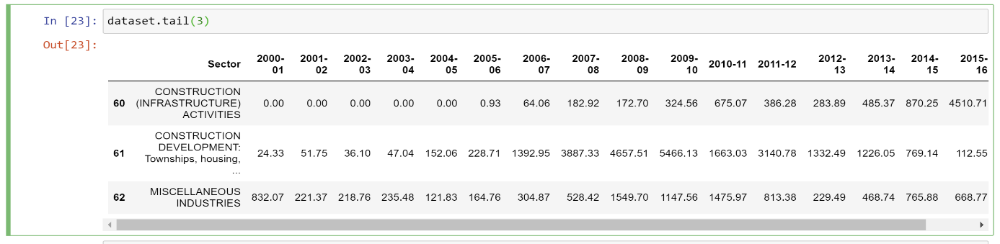 In [23]: dataset.tail(3)
Out[23]:
Sector 2000-01 2001-02 2002-03 2003-04 2004-05 2005-06 2006-07 2007-08 2008-09 2009-10 2010-11 2011-12 2012-13 2013-14 2014-15 2015-16
CONSTRUCTION
60 (INFRASTRUCTURE) 0.00 0.00 0.00 0.00 0.00 0.93 64.06 182.92 172.70 324.56 675.07 386.28 283.89 485.37 870.25 4510.71
ACTIVITIES
CONSTRUCTION
DEVELOPMENT:
61 Townships, housing, 24.33 51.75 36.10 47.04 152.06 228.71 1392.95 3887.33 4657.51 5466.13 1663.03 3140.78 1332.49 1226.05 769.14 112.55
...
62 MISCELLANEOUS 832.07 221.37 218.76 235.48 121.83 164.76 304.87 528.42 1549.70 1147.56 1475.97 813.38 229.49 468.74 765.88 668.77
INDUSTRIES